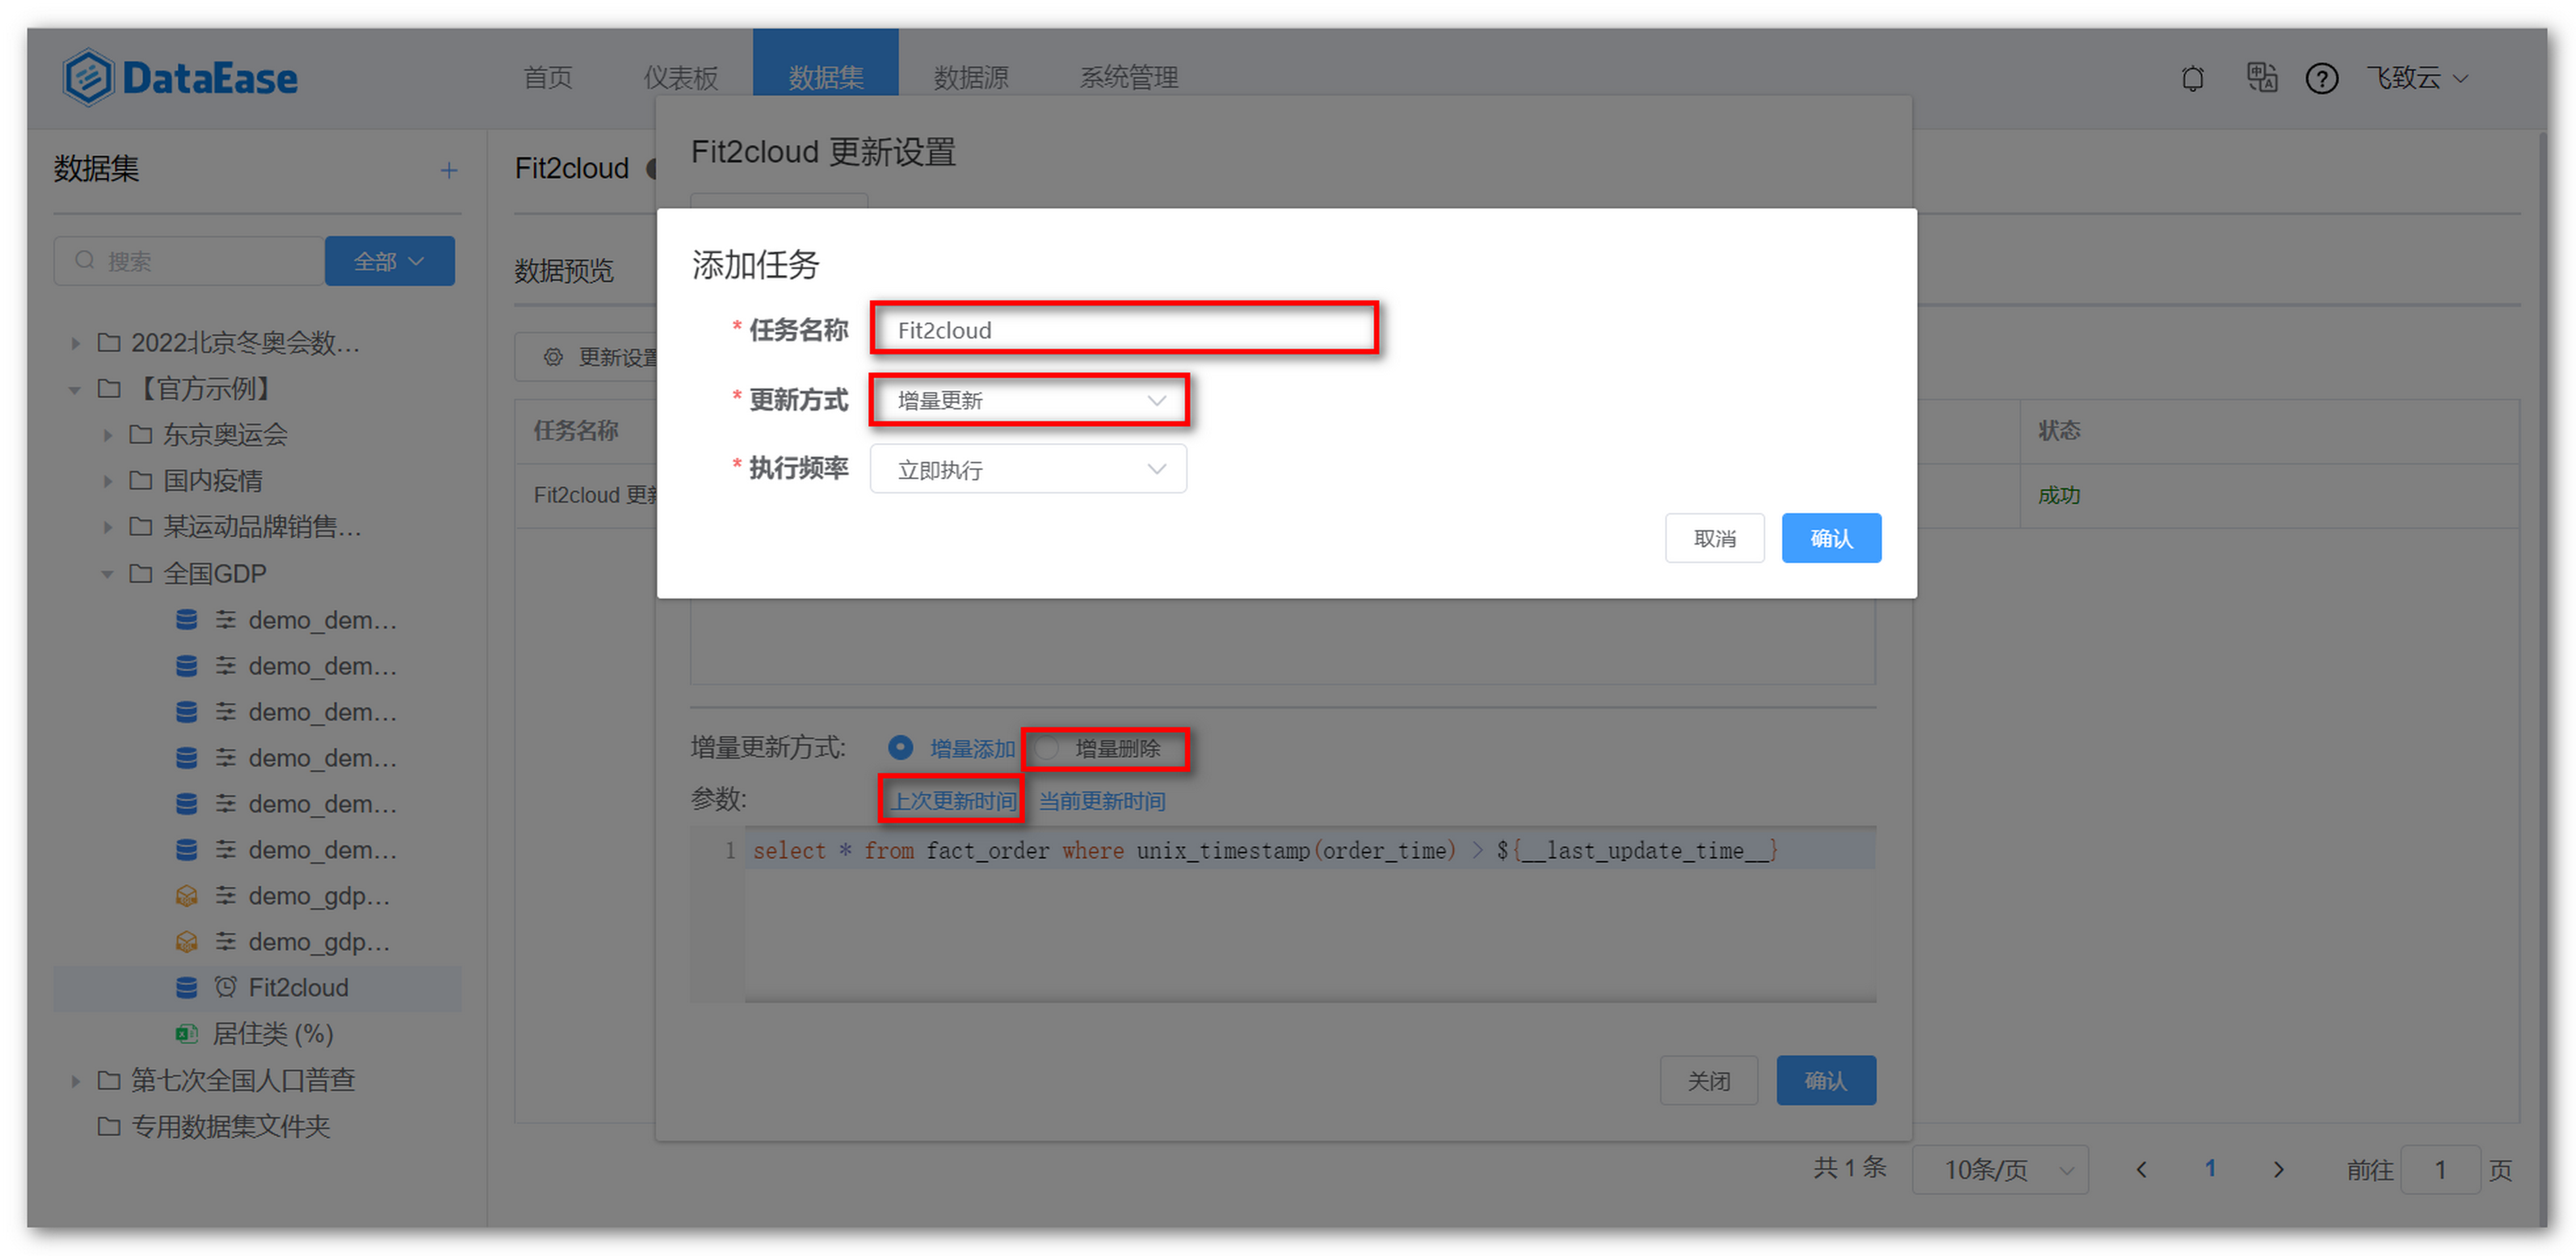 DataEase
首页 仪表板 数据集 数据源 系统管理
飞致云
数据集
搜索
全部
2022北京冬奥会数...
【官方示例】
东京奥运会
国内疫情
某运动品牌销售...
全国GDP
demo_dem...
demo_dem...
demo_dem...
demo_dem...
demo_dem...
demo_dem...
demo_gdp...
demo_gdp...
Fit2cloud
居住类 (%)
第七次全国人口普查
专用数据集文件夹
Fit2cloud
数据预览
更新设置
任务名称
状态
Fit2cloud 更新
成功
Fit2cloud 更新设置
添加任务
* 任务名称 Fit2cloud
* 更新方式 增量更新
* 执行频率 立即执行
取消 确认
增量更新方式: 增量添加 增量删除
参数: 上次更新时间 当前更新时间
1 select * from fact_order where unix_timestamp(order_time) > ${__last_update_time__}
关闭 确认
共 1 条 10条/页 1 前往 1 页